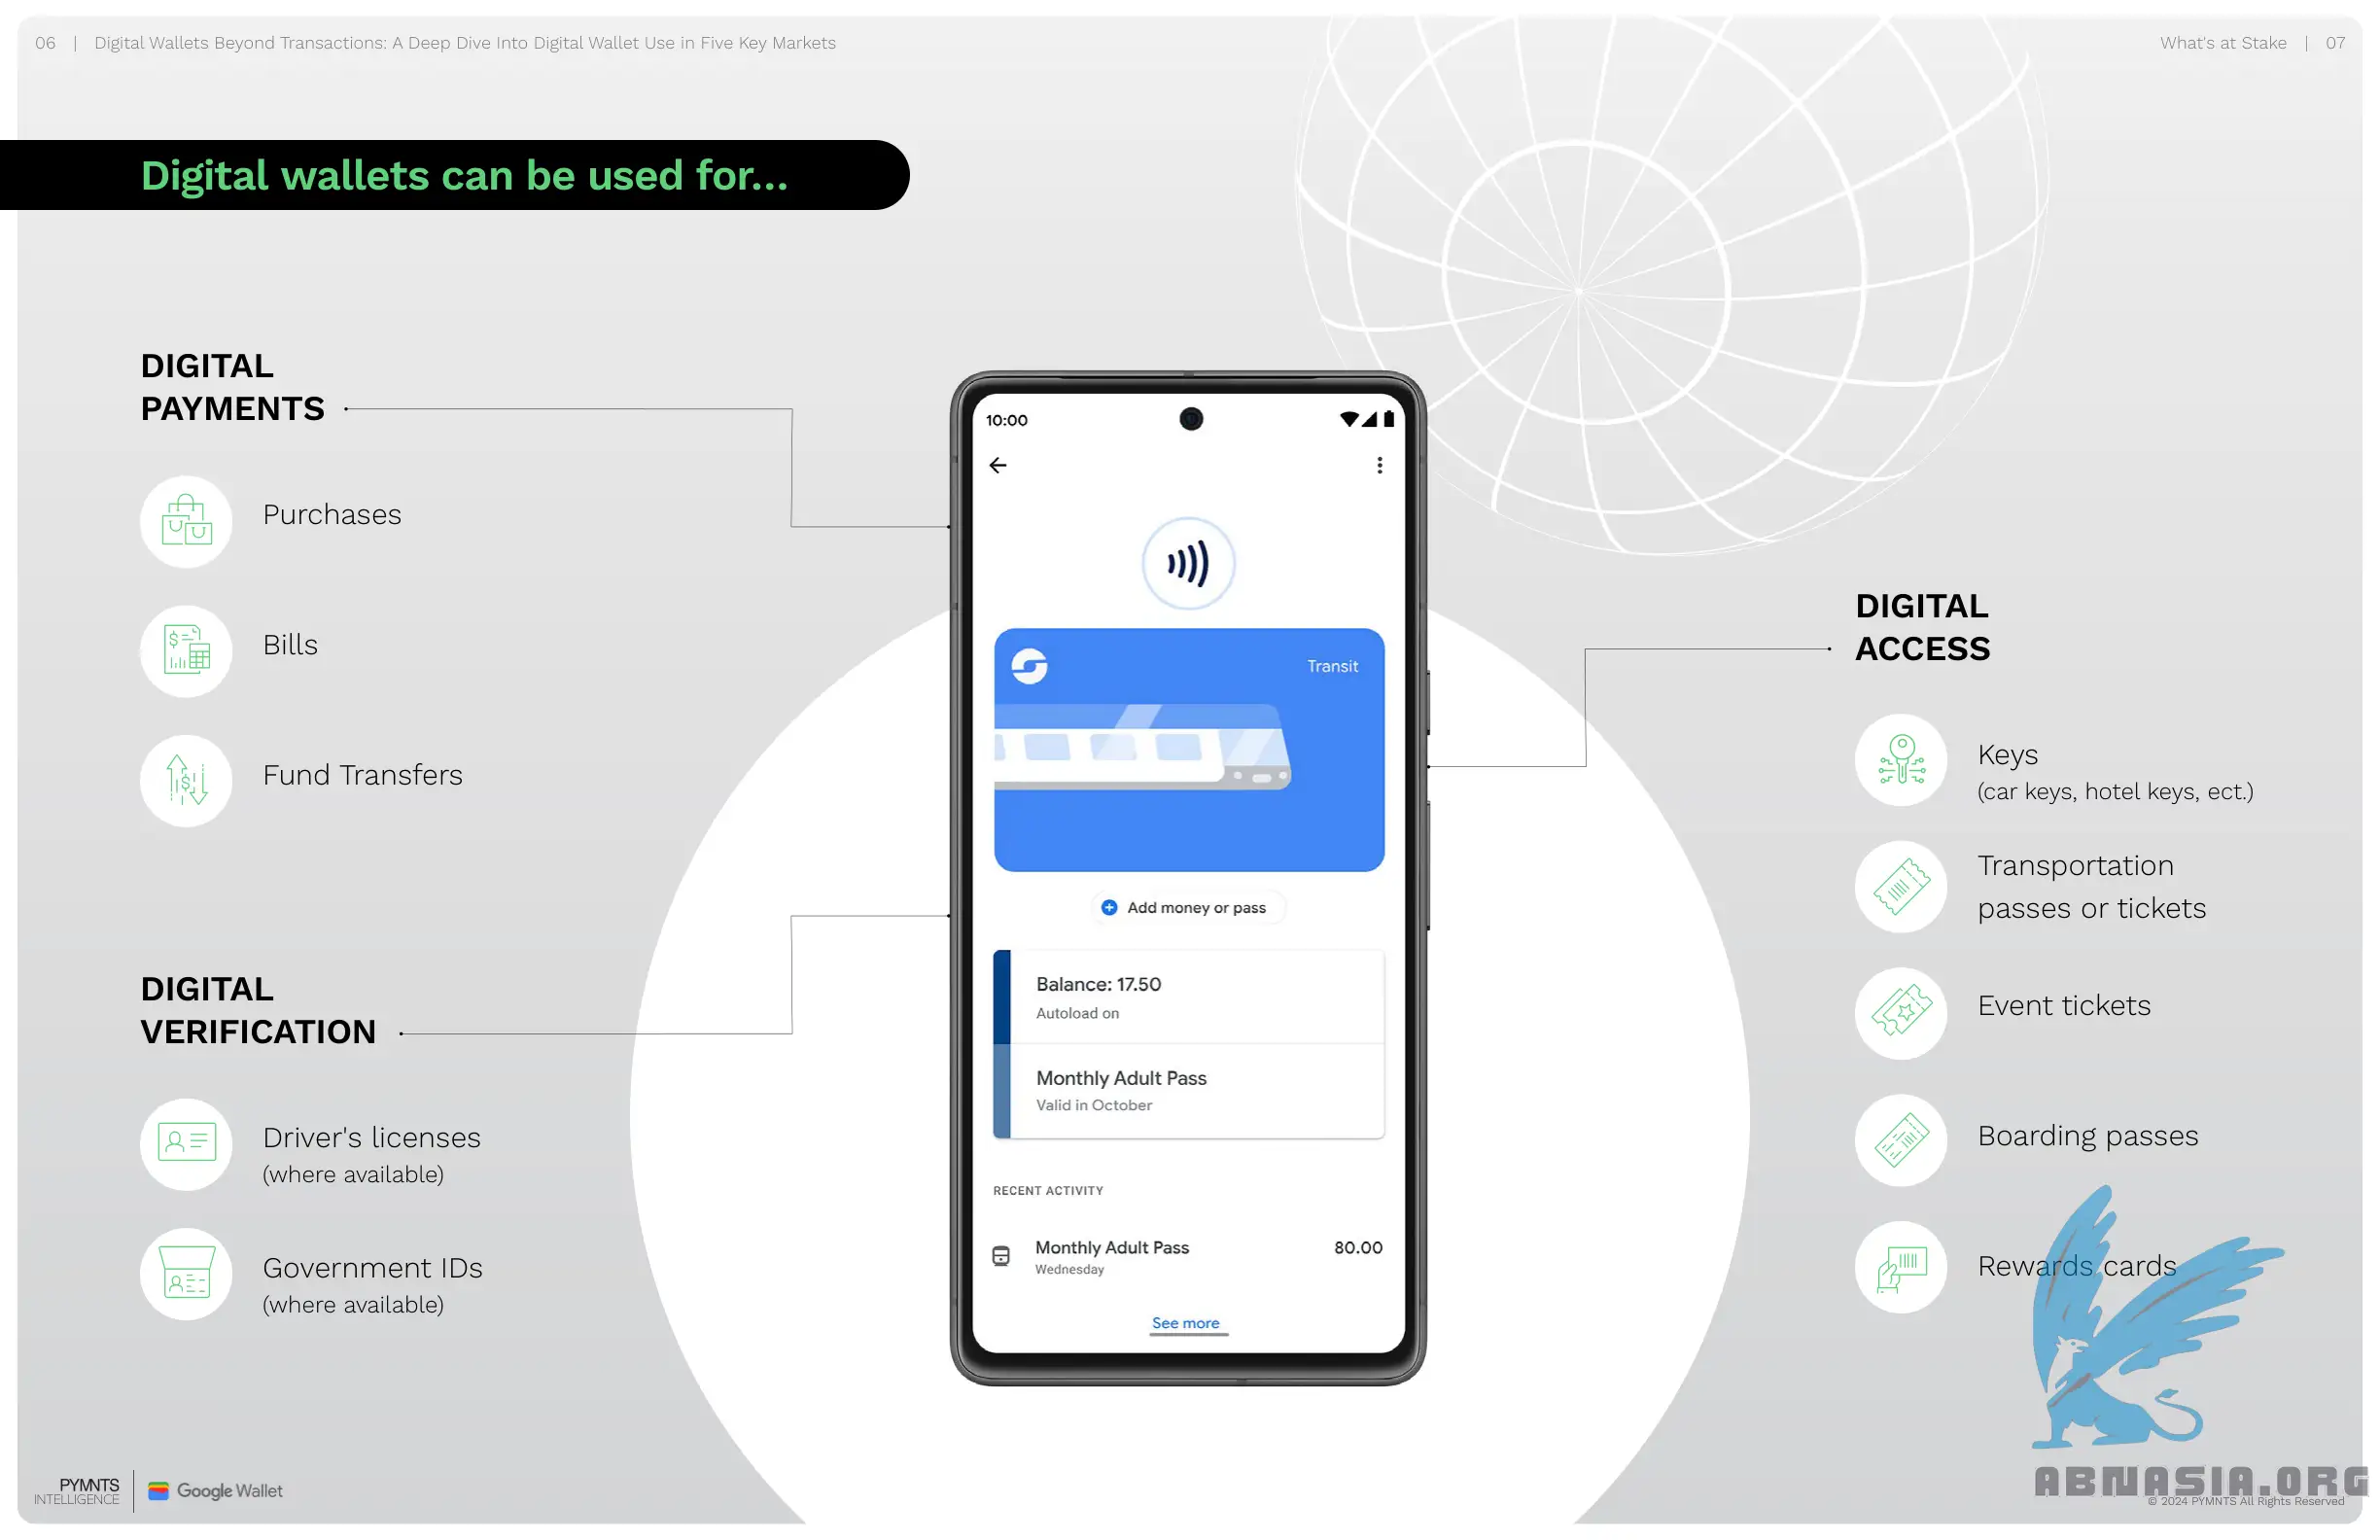 06 | Digital Wallets Beyond Transactions: A Deep Dive Into Digital Wallet Use in Five Key Markets
What's at Stake | 07
Digital wallets can be used for...
DIGITAL
PAYMENTS
Purchases
Bills
Fund Transfers
DIGITAL
VERIFICATION
Driver's licenses
(where available)
Government IDs
(where available)
10:00
Transit
Add money or pass
Balance: 17.50
Autoload on
Monthly Adult Pass
Valid in October
RECENT ACTIVITY
Monthly Adult Pass 80.00
Wednesday
See more
DIGITAL
ACCESS
Keys
(car keys, hotel keys, ect.)
Transportation
passes or tickets
Event tickets
Boarding passes
Rewards cards
PYMNTS
INTELLIGENCE
Google Wallet
ABNASIA.ORG
© 2024 PYMNTS All Rights Reserved